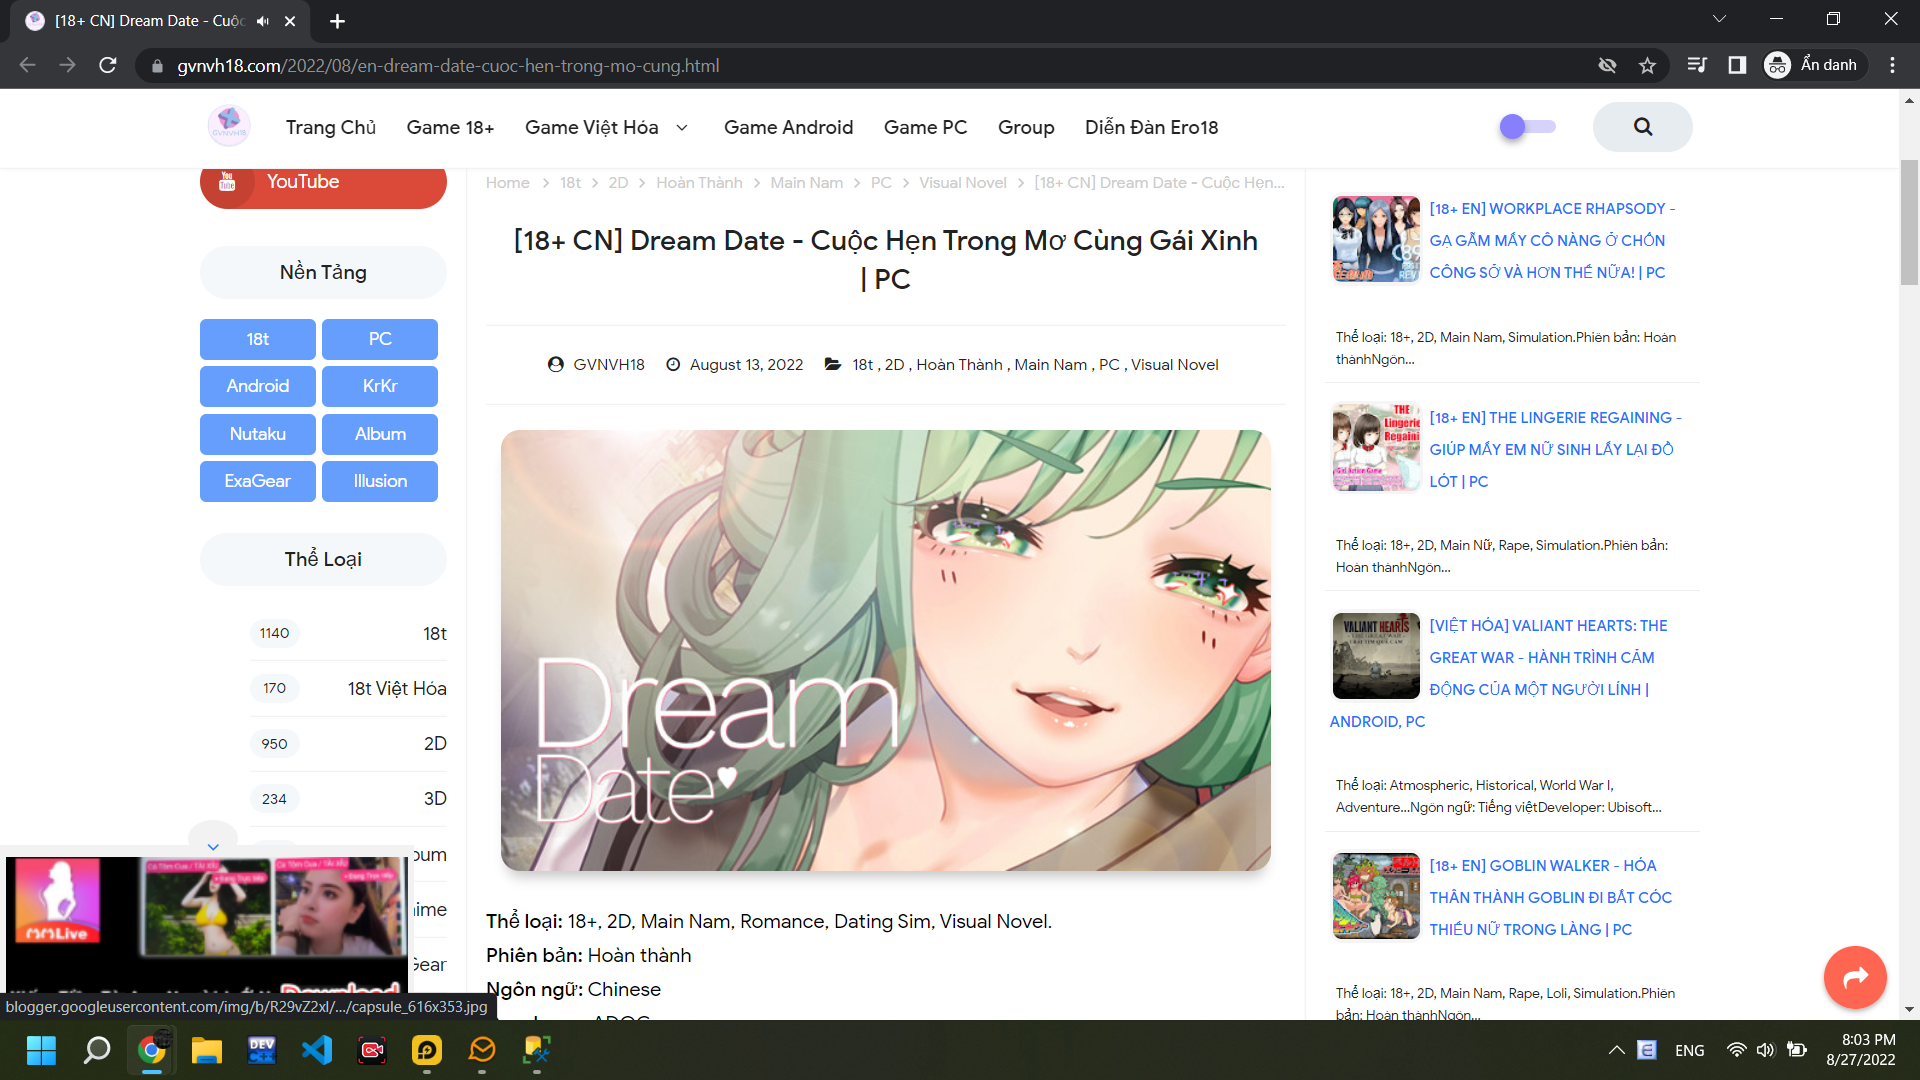 [18+ CN] Dream Date - Cuộc
gvnvh18.com/2022/08/en-dream-date-cuoc-hen-trong-mo-cung.html
Ẩn danh
GVNVH18
Trang Chủ
Game 18+
Game Việt Hóa
Game Android
Game PC
Group
Diễn Đàn Ero18
You
Tube
YouTube
Nền Tảng
18t
PC
Android
KrKr
Nutaku
Album
ExaGear
Illusion
Thể Loại
1140
18t
170
18t Việt Hóa
950
2D
234
3D
MMLive
Download
blogger.googleusercontent.com/img/b/R29vZ2xl/.../capsule_616x353.jpg
Home > 18t > 2D > Hoàn Thành > Main Nam > PC > Visual Novel > [18+ CN] Dream Date - Cuộc Hẹn...
[18+ CN] Dream Date - Cuộc Hẹn Trong Mơ Cùng Gái Xinh
| PC
GVNVH18
August 13, 2022
18t , 2D , Hoàn Thành , Main Nam , PC , Visual Novel
Dream
Date
Thể loại: 18+, 2D, Main Nam, Romance, Dating Sim, Visual Novel.
Phiên bản: Hoàn thành
Ngôn ngữ: Chinese
[18+ EN] WORKPLACE RHAPSODY -
GẠ GẪM MẤY CÔ NÀNG Ở CHỐN
CÔNG SỞ VÀ HƠN THẾ NỮA! | PC
Thể loại: 18+, 2D, Main Nam, Simulation.Phiên bản: Hoàn
thànhNgôn...
THE
Lingerie
Regaini
[18+ EN] THE LINGERIE REGAINING -
GIÚP MẤY EM NỮ SINH LẤY LẠI ĐỒ
LÓT | PC
Thể loại: 18+, 2D, Main Nữ, Rape, Simulation.Phiên bản:
Hoàn thànhNgôn...
VALIANT HEARTS
[VIỆT HÓA] VALIANT HEARTS: THE
GREAT WAR - HÀNH TRÌNH CẢM
ĐỘNG CỦA MỘT NGƯỜI LÍNH |
ANDROID, PC
Thể loại: Atmospheric, Historical, World War I,
Adventure...Ngôn ngữ: Tiếng việtDeveloper: Ubisoft...
[18+ EN] GOBLIN WALKER - HÓA
THÂN THÀNH GOBLIN ĐI BẮT CÓC
THIẾU NỮ TRONG LÀNG | PC
Thể loại: 18+, 2D, Main Nam, Rape, Loli, Simulation.Phiên
bản: Hoàn thànhNgôn...
DEV
C++
ENG
8:03 PM
8/27/2022